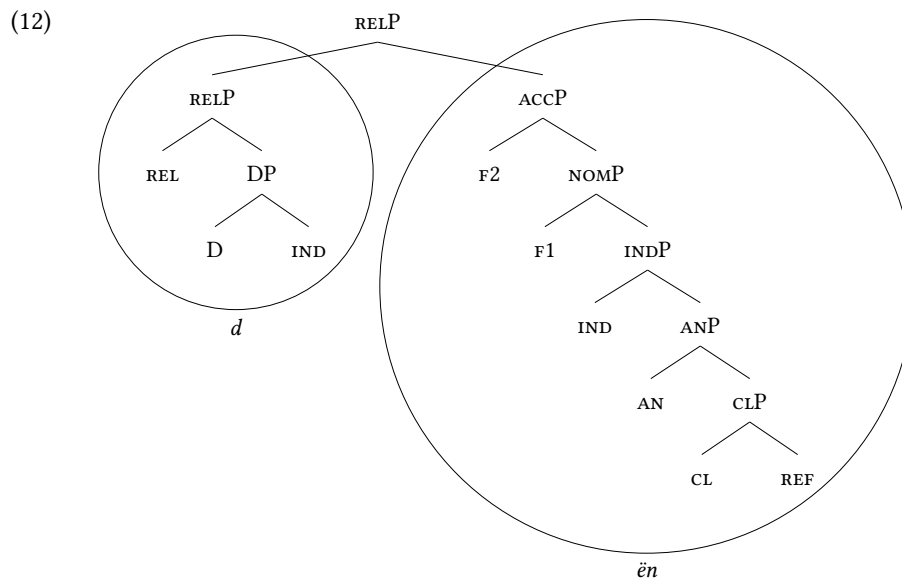 (12)
RELP
RELP ACCP
REL DP F2 NOMP
D IND F1 INDP
d
IND ANP
AN CLP
CL REF
ën